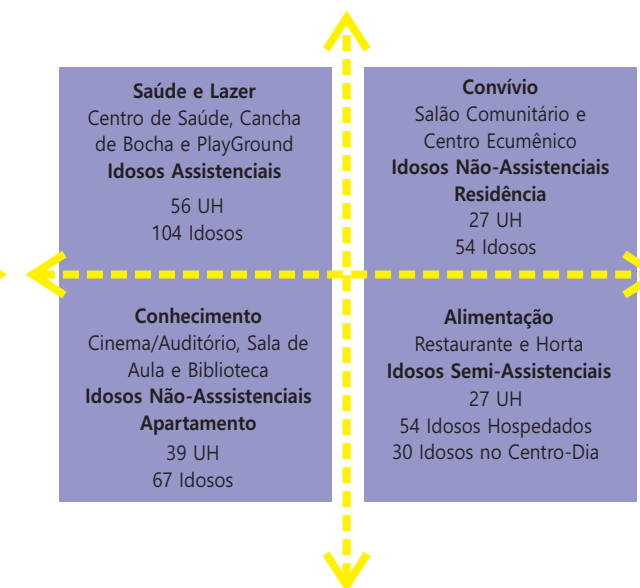 Saúde e Lazer
Centro de Saúde, Cancha
de Bocha e PlayGround
Idosos Assistenciais
56 UH
104 Idosos
Convívio
Salão Comunitário e
Centro Ecumênico
Idosos Não-Assistenciais
Residência
27 UH
54 Idosos
Conhecimento
Cinema/Auditório, Sala de
Aula e Biblioteca
Idosos Não-Asssistenciais
Apartamento
39 UH
67 Idosos
Alimentação
Restaurante e Horta
Idosos Semi-Assistenciais
27 UH
54 Idosos Hospedados
30 Idosos no Centro-Dia